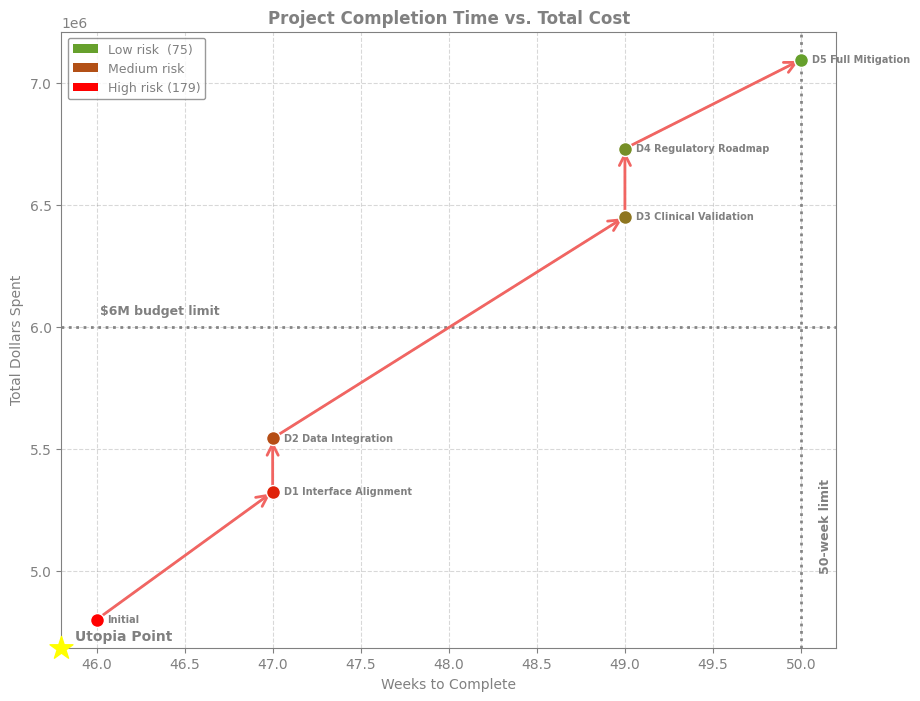 Project Completion Time vs. Total Cost
1e6
Low risk  (75)
Medium risk
High risk (179)
7.0
6.5
6.0
5.5
5.0
Total Dollars Spent
D5 Full Mitigation
D4 Regulatory Roadmap
D3 Clinical Validation
$6M budget limit
D2 Data Integration
D1 Interface Alignment
50-week limit
Initial
Utopia Point
46.0
46.5
47.0
47.5
48.0
48.5
49.0
49.5
50.0
Weeks to Complete